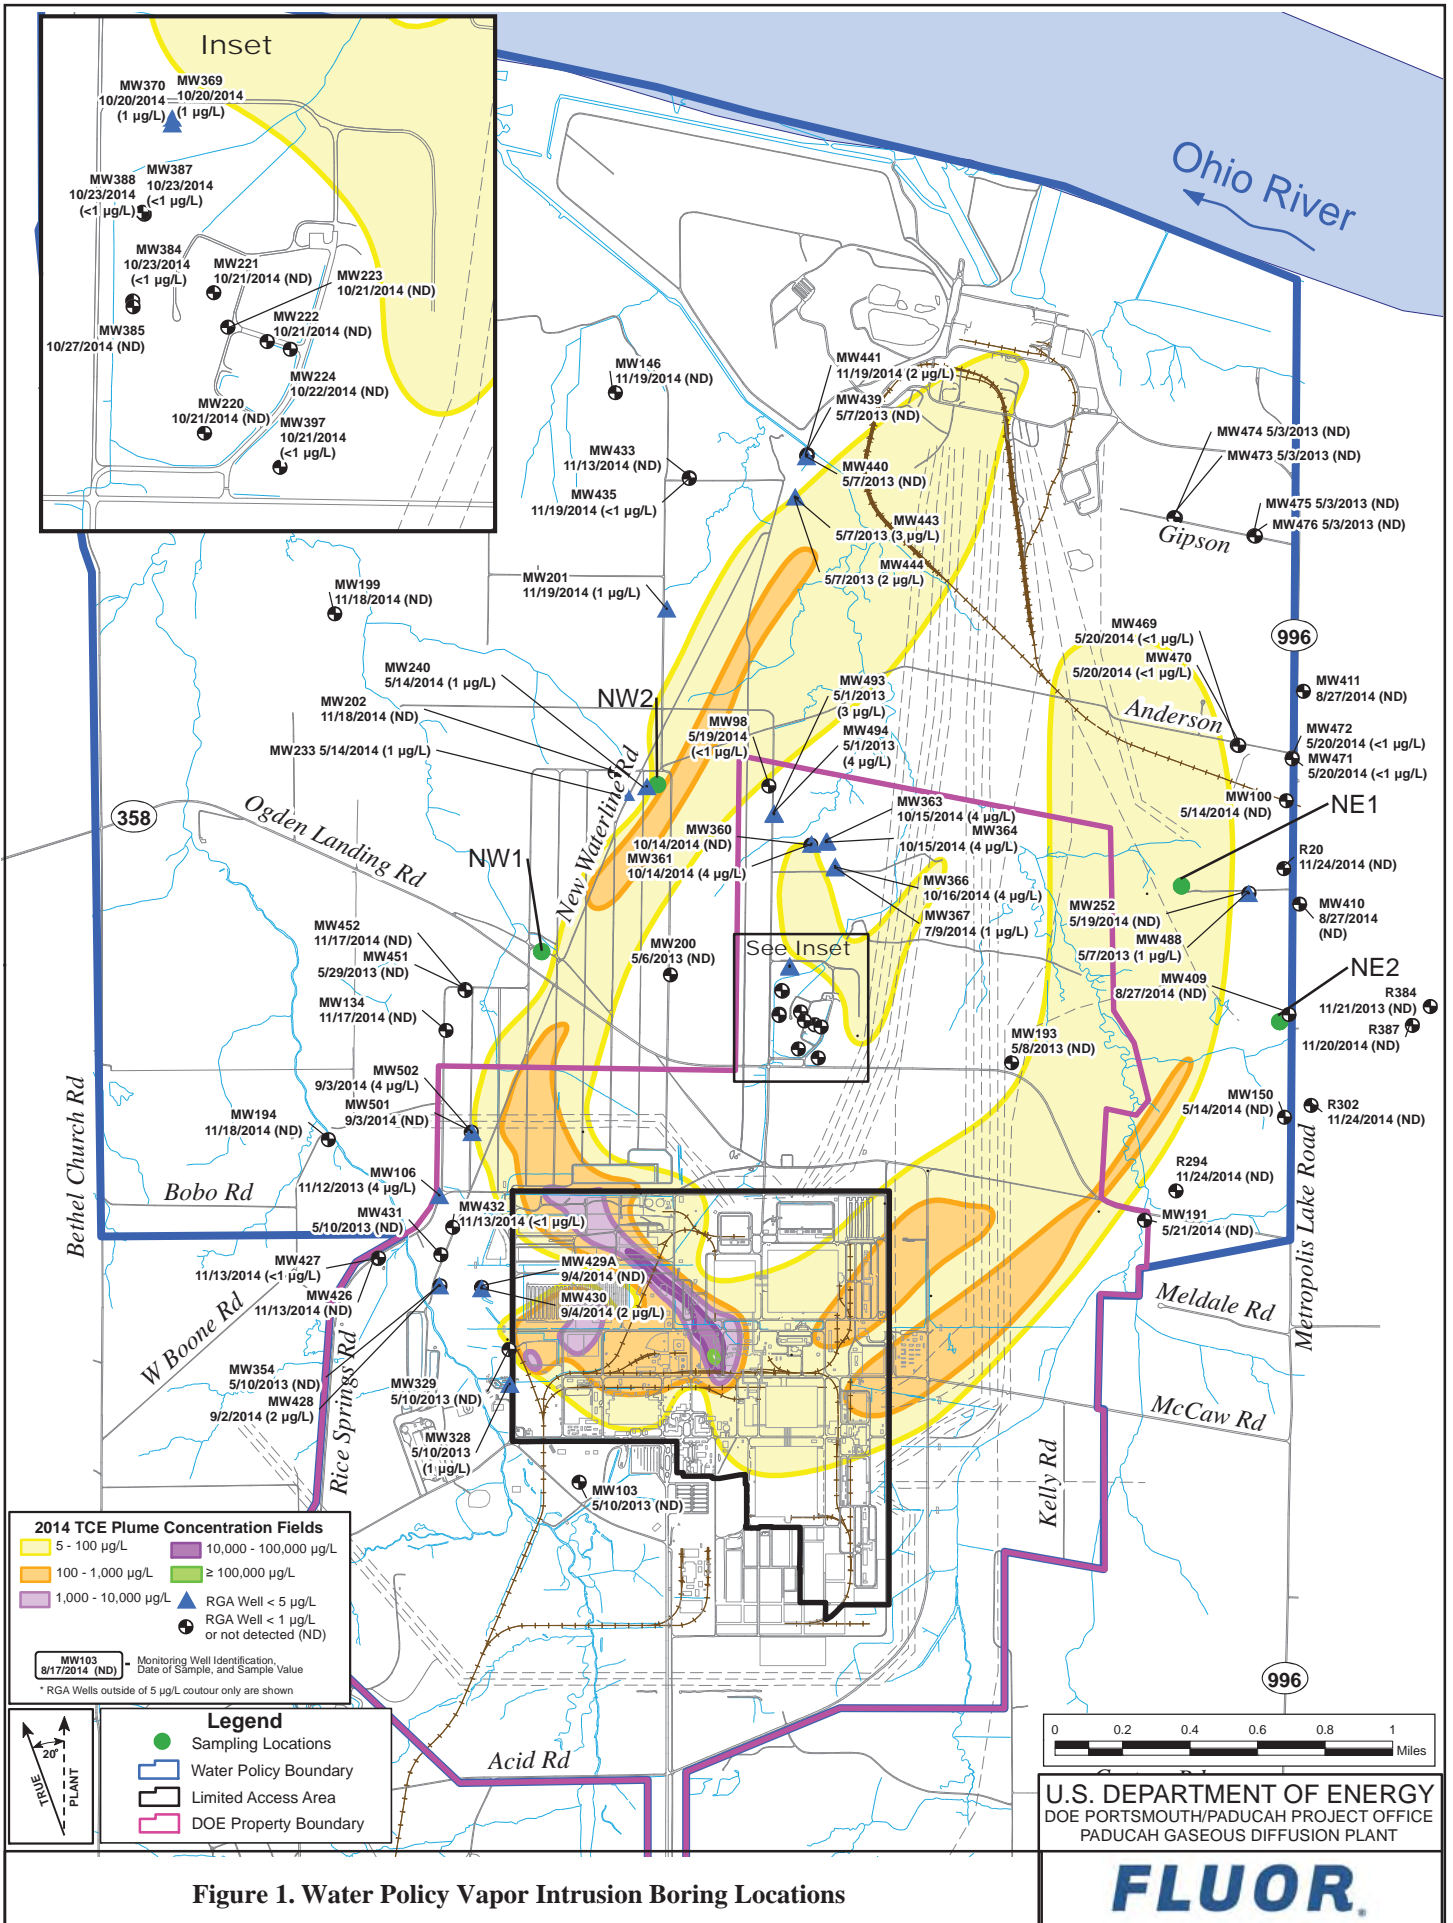 Inset
MW370
10/20/2014
(1 µg/L)
MW369
10/20/2014
(1 µg/L)
MW387
10/23/2014
(<1 µg/L)
MW388
10/23/2014
(<1 µg/L)
MW384
10/23/2014
(<1 µg/L)
MW221
10/21/2014 (ND)
MW223
10/21/2014 (ND)
MW222
10/21/2014 (ND)
MW385
10/27/2014 (ND)
MW224
10/22/2014 (ND)
MW220
10/21/2014 (ND)
MW397
10/21/2014
(<1 µg/L)
Ohio River
MW146
11/19/2014 (ND)
MW441
11/19/2014 (2 µg/L)
MW439
5/7/2013 (ND)
MW433
11/13/2014 (ND)
MW440
5/7/2013 (ND)
MW435
11/19/2014 (<1 µg/L)
MW474 5/3/2013 (ND)
MW473 5/3/2013 (ND)
MW475 5/3/2013 (ND)
MW476 5/3/2013 (ND)
Gipson
MW443
5/7/2013 (3 µg/L)
MW444
5/7/2013 (2 µg/L)
MW201
11/19/2014 (1 µg/L)
MW199
11/18/2014 (ND)
MW469
5/20/2014 (<1 µg/L)
MW470
5/20/2014 (<1 µg/L)
996
MW240
5/14/2014 (1 µg/L)
MW202
11/18/2014 (ND)
MW233 5/14/2014 (1 µg/L)
NW2
MW493
5/1/2013
(3 µg/L)
MW98
5/19/2014
(<1 µg/L)
MW494
5/1/2013
(4 µg/L)
MW411
8/27/2014 (ND)
Anderson
MW472
5/20/2014 (<1 µg/L)
MW471
5/20/2014 (<1 µg/L)
MW100
5/14/2014 (ND)
NE1
358
Ogden Landing Rd
New Waterline Rd
NW1
MW363
10/15/2014 (4 µg/L)
MW360
10/14/2014 (ND)
MW364
10/15/2014 (4 µg/L)
MW361
10/14/2014 (4 µg/L)
MW366
10/16/2014 (4 µg/L)
MW367
7/9/2014 (1 µg/L)
R20
11/24/2014 (ND)
MW252
5/19/2014 (ND)
MW410
8/27/2014
(ND)
MW488
5/7/2013 (1 µg/L)
MW452
11/17/2014 (ND)
MW451
5/29/2013 (ND)
MW134
11/17/2014 (ND)
MW200
5/6/2013 (ND)
See Inset
MW409
8/27/2014 (ND)
NE2
R384
11/21/2013 (ND)
R387
11/20/2014 (ND)
MW193
5/8/2013 (ND)
MW502
9/3/2014 (4 µg/L)
MW501
9/3/2014 (ND)
MW194
11/18/2014 (ND)
MW150
5/14/2014 (ND)
R302
11/24/2014 (ND)
Bethel Church Rd
Bobo Rd
MW106
11/12/2013 (4 µg/L)
R294
11/24/2014 (ND)
MW431
5/10/2013 (ND)
MW432
11/13/2014 (<1 µg/L)
MW191
5/21/2014 (ND)
MW427
11/13/2014 (<1 µg/L)
MW426
11/13/2014 (ND)
MW429A
9/4/2014 (ND)
MW430
9/4/2014 (2 µg/L)
Metropolis Lake Road
Meldale Rd
W Boone Rd
Rice Springs Rd
MW354
5/10/2013 (ND)
MW428
9/2/2014 (2 µg/L)
MW329
5/10/2013 (ND)
MW328
5/10/2013
(1 µg/L)
McCaw Rd
Kelly Rd
MW103
5/10/2013 (ND)
2014 TCE Plume Concentration Fields
5 - 100 µg/L
10,000 - 100,000 µg/L
100 - 1,000 µg/L
≥ 100,000 µg/L
1,000 - 10,000 µg/L
RGA Well < 5 µg/L
RGA Well < 1 µg/L
or not detected (ND)
MW103
8/17/2014 (ND)
- Monitoring Well Identification,
Date of Sample, and Sample Value
* RGA Wells outside of 5 µg/L coutour only are shown
996
TRUE
20°
PLANT
Legend
Sampling Locations
Water Policy Boundary
Limited Access Area
DOE Property Boundary
Acid Rd
0 0.2 0.4 0.6 0.8 1
Miles
U.S. DEPARTMENT OF ENERGY
DOE PORTSMOUTH/PADUCAH PROJECT OFFICE
PADUCAH GASEOUS DIFFUSION PLANT
Figure 1. Water Policy Vapor Intrusion Boring Locations
FLUOR®